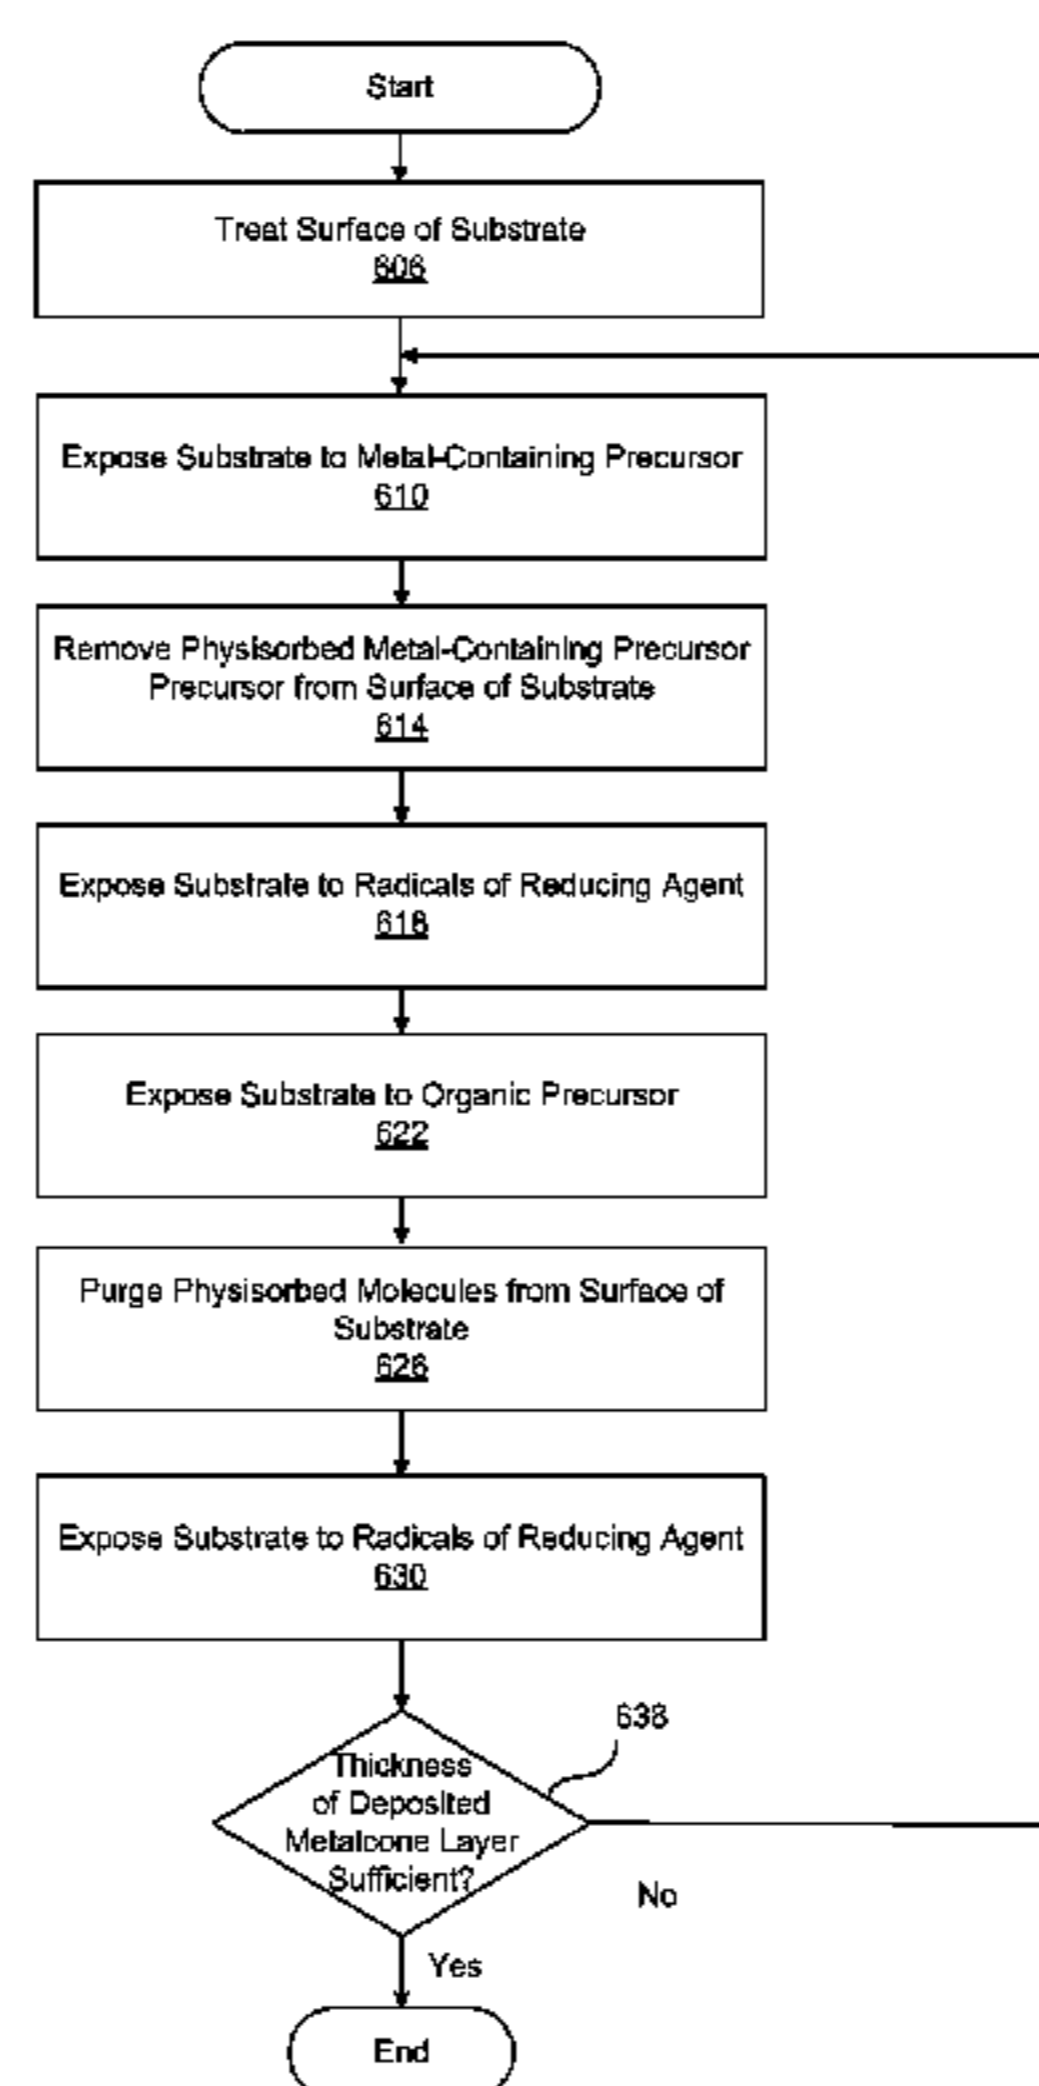 Start
Treat Surface of Substrate
606
Expose Substrate to Metal-Containing Precursor
610
Remove Physisorbed Metal-Containing Precursor
Precursor from Surface of Substrate
614
Expose Substrate to Radicals of Reducing Agent
618
Expose Substrate to Organic Precursor
622
Purge Physisorbed Molecules from Surface of
Substrate
626
Expose Substrate to Radicals of Reducing Agent
630
638
Thickness
of Deposited
Metalcone Layer
Sufficient?
No
Yes
End